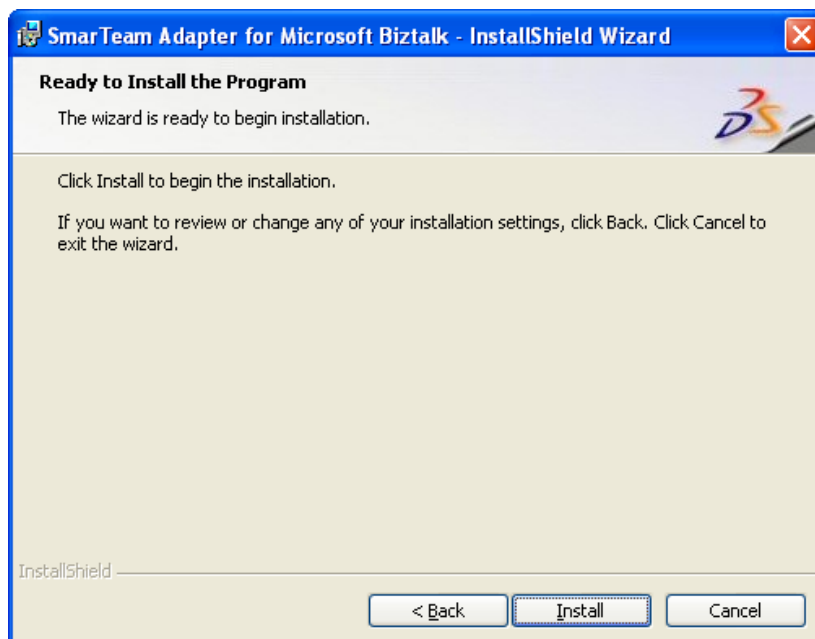 SmarTeam Adapter for Microsoft Biztalk - InstallShield Wizard
Ready to Install the Program
The wizard is ready to begin installation.
Click Install to begin the installation.
If you want to review or change any of your installation settings, click Back. Click Cancel to
exit the wizard.
InstallShield
< Back
Install
Cancel